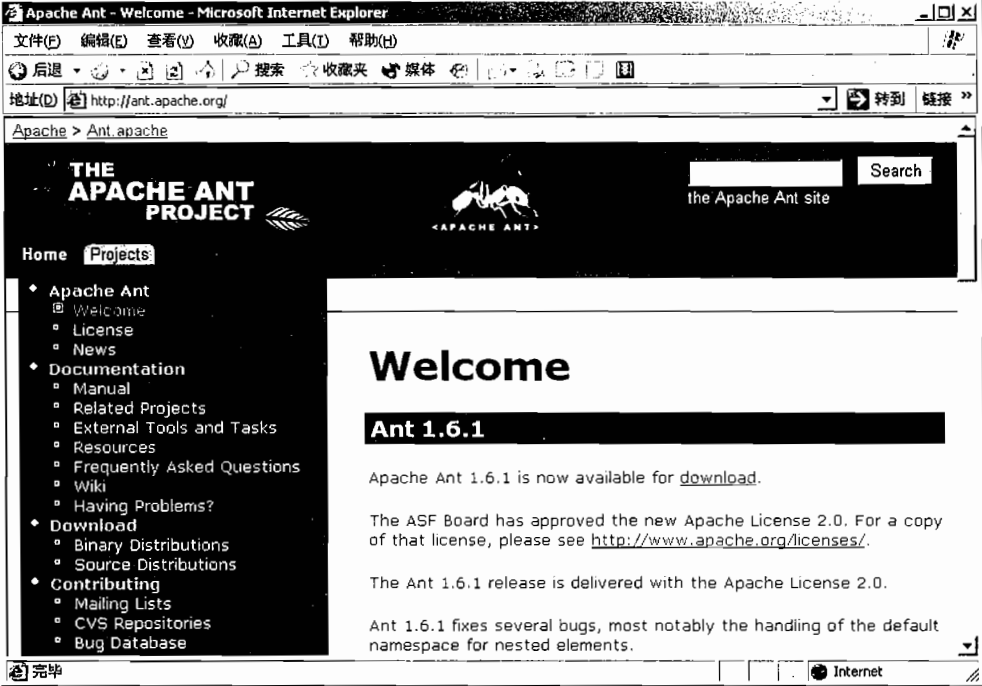 Apache Ant - Welcome - Microsoft Internet Explorer
文件(F) 编辑(E) 查看(V) 收藏(A) 工具(T) 帮助(H)
后退 搜索 收藏夹 媒体
地址(D) http://ant.apache.org/ 转到 链接 »
Apache > Ant.apache
THE
APACHE ANT
PROJECT
<APACHE ANT>
Search
the Apache Ant site
Home Projects
Apache Ant
Welcome
License
News
Documentation
Manual
Related Projects
External Tools and Tasks
Resources
Frequently Asked Questions
Wiki
Having Problems?
Download
Binary Distributions
Source Distributions
Contributing
Mailing Lists
CVS Repositories
Bug Database
Welcome
Ant 1.6.1
Apache Ant 1.6.1 is now available for download.
The ASF Board has approved the new Apache License 2.0. For a copy
of that license, please see http://www.apache.org/licenses/.
The Ant 1.6.1 release is delivered with the Apache License 2.0.
Ant 1.6.1 fixes several bugs, most notably the handling of the default
namespace for nested elements.
完毕 Internet